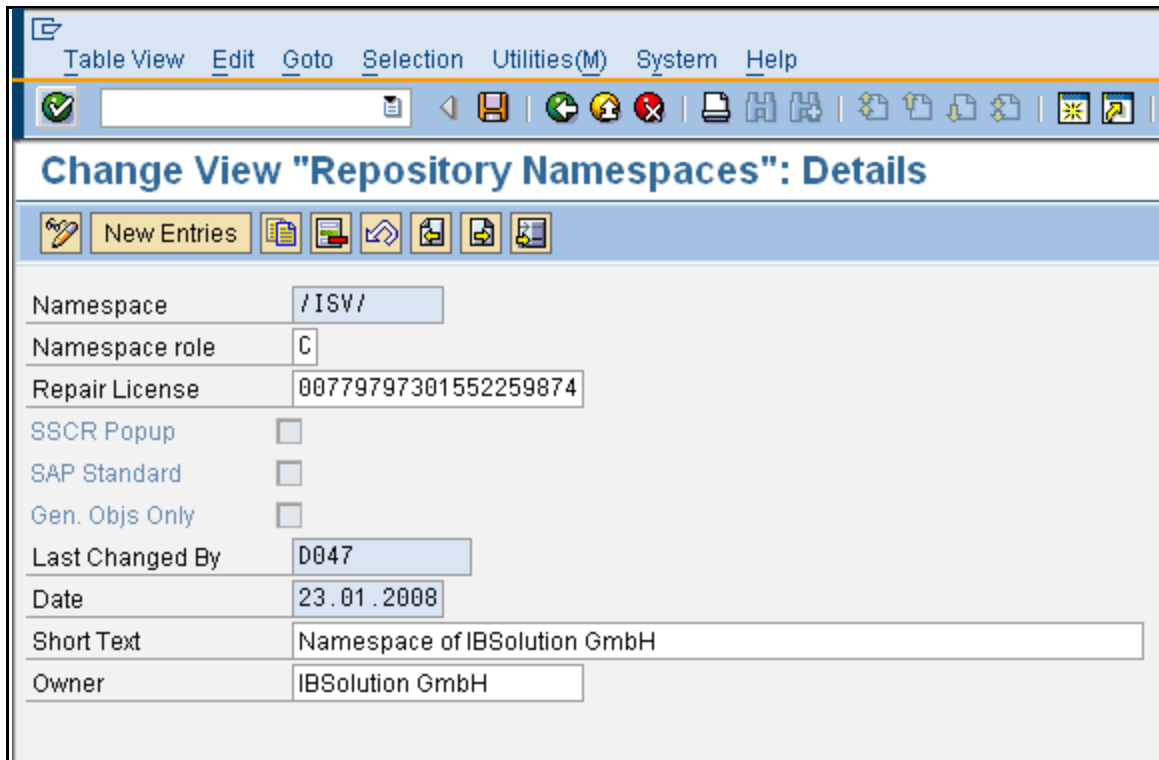 Table View Edit Goto Selection Utilities(M) System Help
Change View "Repository Namespaces": Details
New Entries
Namespace /ISV/
Namespace role C
Repair License 00779797301552259874
SSCR Popup
SAP Standard
Gen. Objs Only
Last Changed By D047
Date 23.01.2008
Short Text Namespace of IBSolution GmbH
Owner IBSolution GmbH